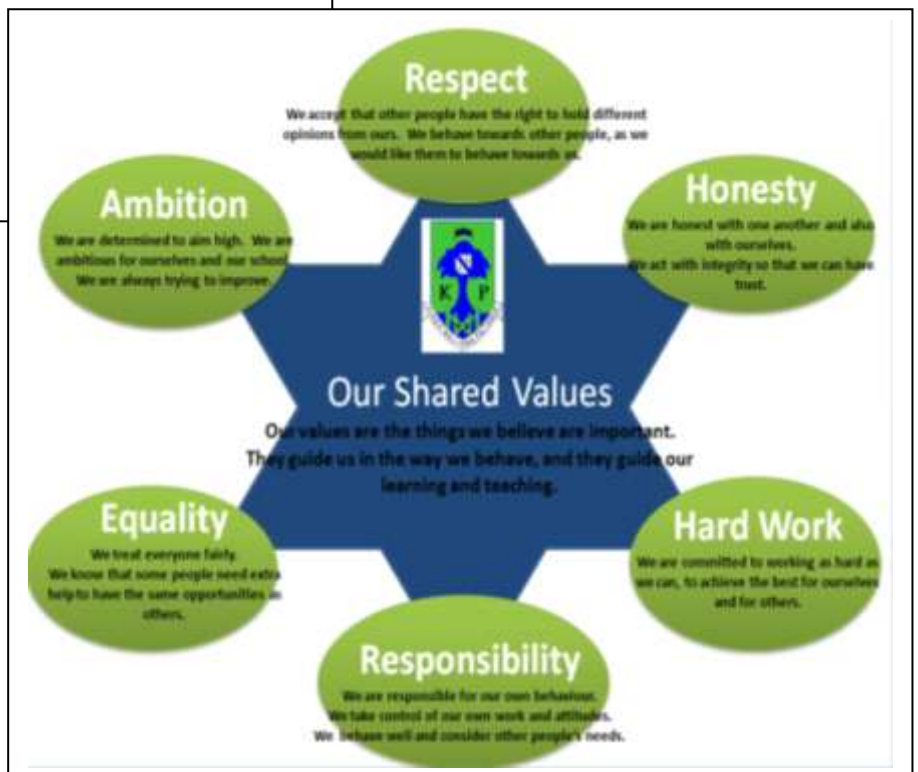 Respect
We accept that other people have the right to hold different
opinions from ours. We behave towards other people, as we
would like them to behave towards us.
Ambition
We are determined to aim high. We are
ambitious for ourselves and our school.
We are always trying to improve.
Honesty
We are honest with one another and also
with ourselves.
We act with integrity so that we can have
trust.
K P
Our Shared Values
Our values are the things we believe are important.
They guide us in the way we behave, and they guide our
learning and teaching.
Equality
We treat everyone fairly.
We know that some people need extra
help to have the same opportunities as
others.
Hard Work
We are committed to working as hard as
we can, to achieve the best for ourselves
and for others.
Responsibility
We are responsible for our own behaviour.
We take control of our own work and attitudes.
We behave well and consider other people's needs.